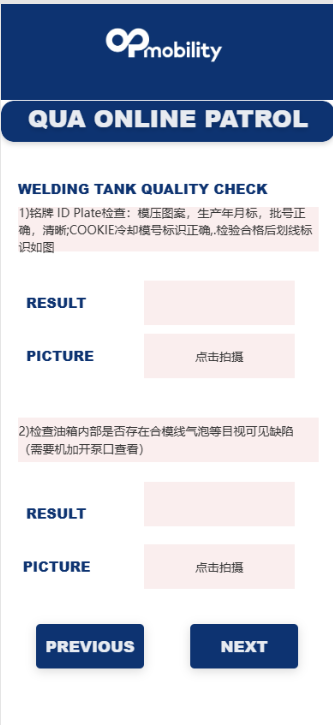 OPmobility
QUA ONLINE PATROL
WELDING TANK QUALITY CHECK
1)铭牌 ID Plate检查：模压图案，生产年月标，批号正
确，清晰;COOKIE冷却模号标识正确,.检验合格后划线标
识如图
RESULT
PICTURE
点击拍摄
2)检查油箱内部是否存在合模线气泡等目视可见缺陷
（需要机加开泵口查看）
RESULT
PICTURE
点击拍摄
PREVIOUS
NEXT